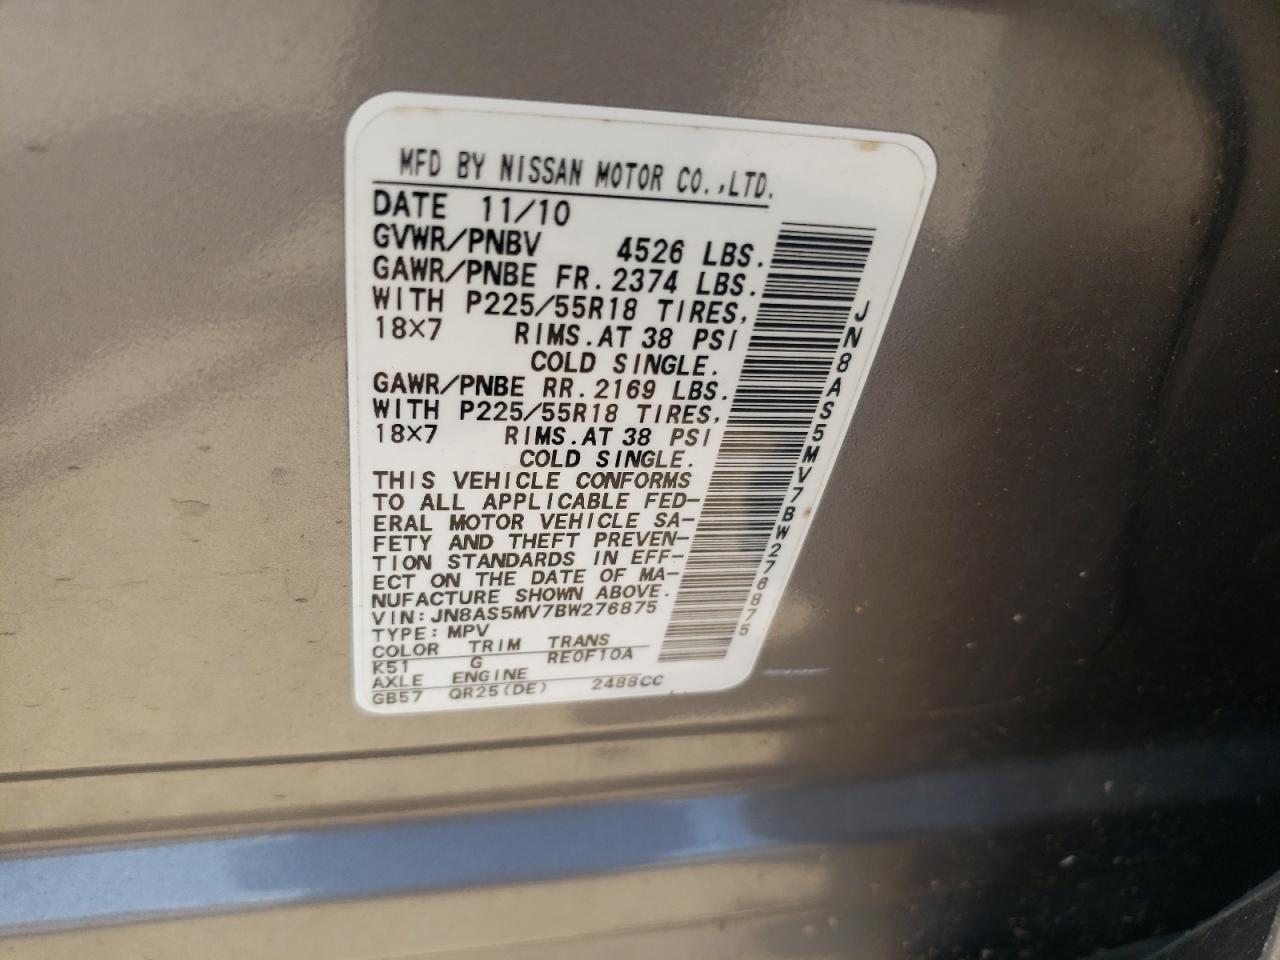 MFD BY NISSAN MOTOR CO.,LTD.
DATE 11/10
GVWR/PNBV 4526 LBS.
GAWR/PNBE FR. 2374 LBS.
WITH P225/55R18 TIRES,
18×7 RIMS. AT 38 PSI
COLD SINGLE.
GAWR/PNBE RR. 2169 LBS.
WITH P225/55R18 TIRES,
18×7 RIMS. AT 38 PSI
COLD SINGLE.
THIS VEHICLE CONFORMS
TO ALL APPLICABLE FED-
ERAL MOTOR VEHICLE SA-
FETY AND THEFT PREVEN-
TION STANDARDS IN EFF-
ECT ON THE DATE OF MA-
NUFACTURE SHOWN ABOVE.
VIN:JN8AS5MV7BW276875
TYPE:MPV
COLOR TRIM TRANS
K51 G RE0F10A
AXLE ENGINE
GB57 QR25(DE) 2488CC
JN8AS5MV7BW276875